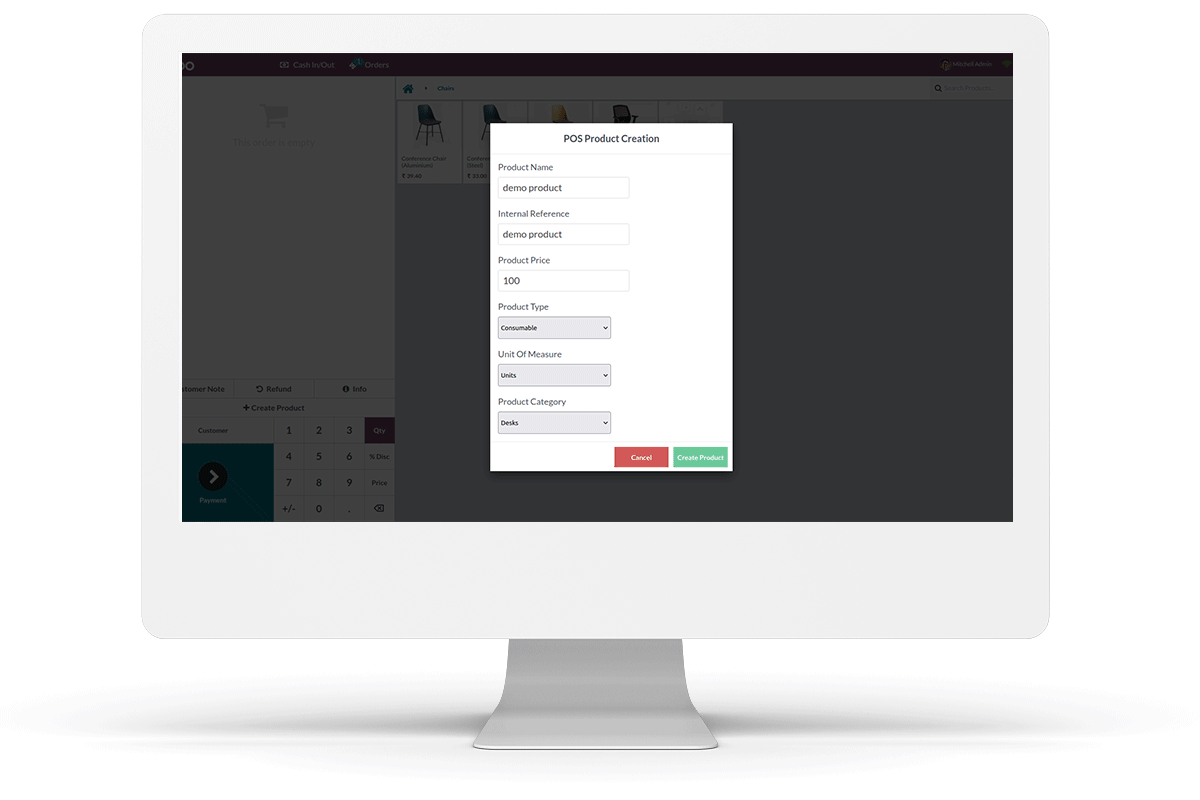 Cash In/Out
Orders
Mitchell Admin
Chairs
Search Products
This order is empty
Conference Chair
(Aluminium)
₹ 39.40
Conference
(Steel)
₹ 33.00
POS Product Creation
Product Name
demo product
Internal Reference
demo product
Product Price
100
Product Type
Consumable
Unit Of Measure
Units
Product Category
Desks
Cancel
Create Product
stomer Note
Refund
Info
+ Create Product
Customer
1 2 3 Qty
4 5 6 % Disc
7 8 9 Price
+/- 0 .
Payment